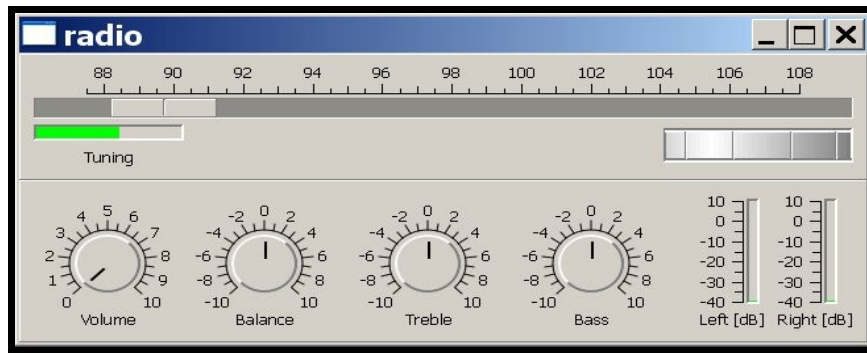 radio
88 90 92 94 96 98 100 102 104 106 108
Tuning
0 1 2 3 4 5 6 7 8 9 10
Volume
-10 -8 -6 -4 -2 0 2 4 6 8 10
Balance
-10 -8 -6 -4 -2 0 2 4 6 8 10
Treble
-10 -8 -6 -4 -2 0 2 4 6 8 10
Bass
10
0
-10
-20
-30
-40
Left [dB]
10
0
-10
-20
-30
-40
Right [dB]